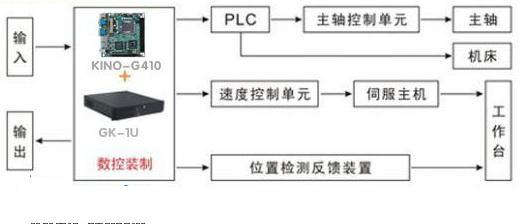 输入
KINO-G410
+
GK-1U
数控装制
输出
PLC
主轴控制单元
主轴
机床
速度控制单元
伺服主机
工作台
位置检测反馈装置